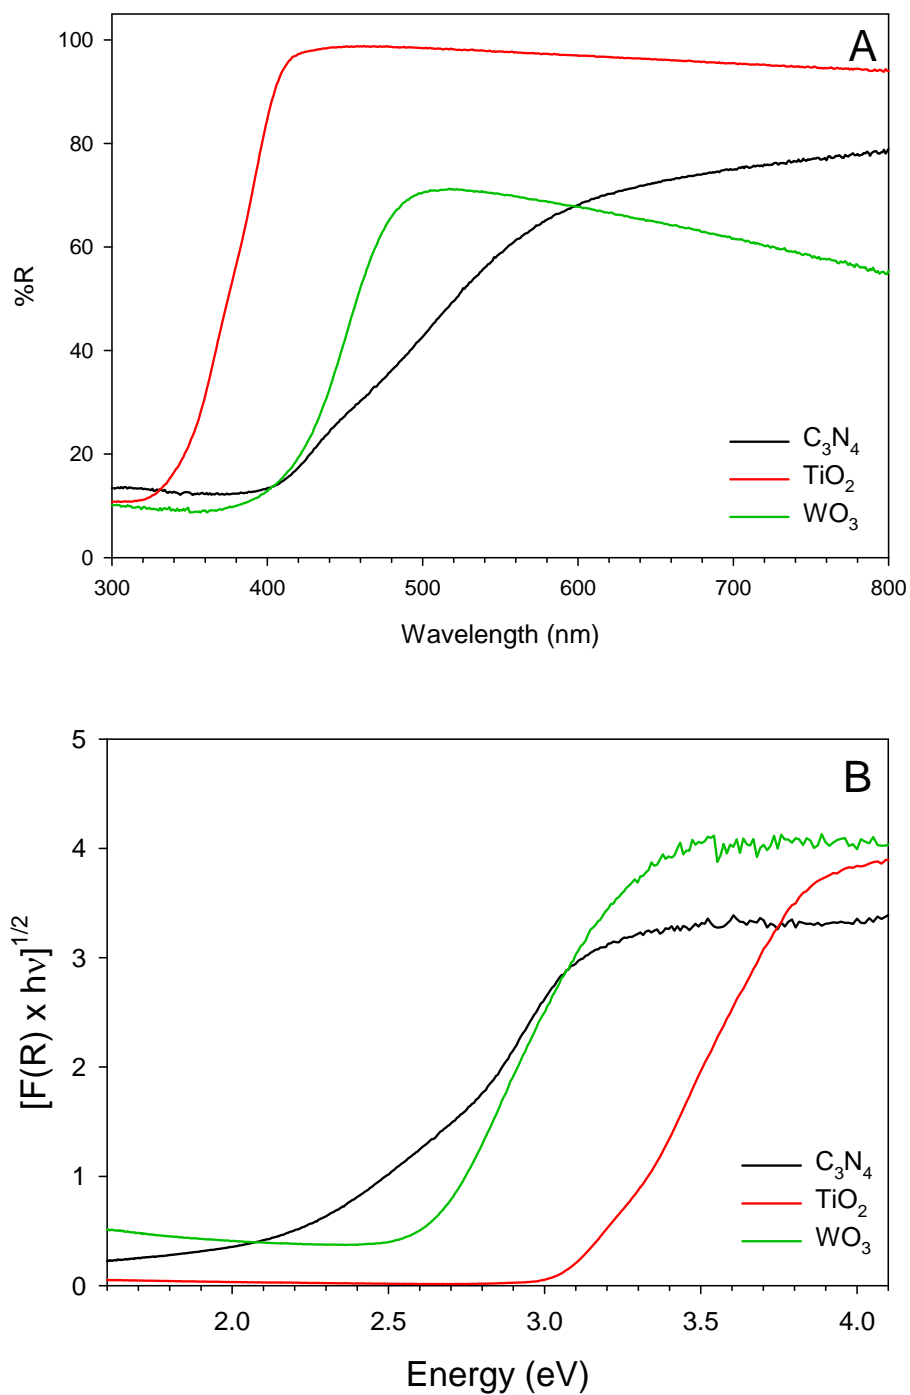 A
100
80
60
40
20
0
%R
C₃N₄
TiO₂
WO₃
300 400 500 600 700 800
Wavelength (nm)
B
5
4
3
2
1
0
[F(R) x hν]^1/2
C₃N₄
TiO₂
WO₃
2.0 2.5 3.0 3.5 4.0
Energy (eV)